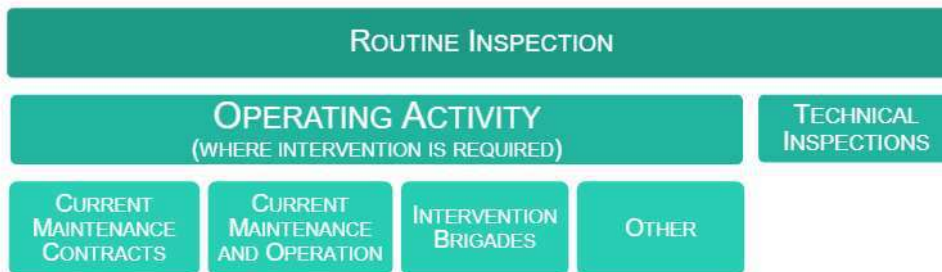 ROUTINE INSPECTION
OPERATING ACTIVITY
(WHERE INTERVENTION IS REQUIRED)
TECHNICAL
INSPECTIONS
CURRENT
MAINTENANCE
CONTRACTS
CURRENT
MAINTENANCE
AND OPERATION
INTERVENTION
BRIGADES
OTHER